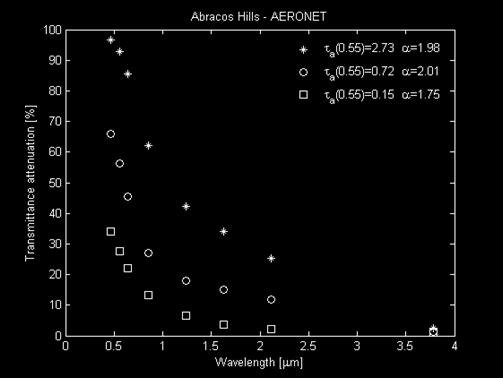 Abracos Hills - AERONET
τa(0.55)=2.73 α=1.98
τa(0.55)=0.72 α=2.01
τa(0.55)=0.15 α=1.75
Transmittance attenuation [%]
100
90
80
70
60
50
40
30
20
10
0
0 0.5 1 1.5 2 2.5 3 3.5 4
Wavelength [μm]